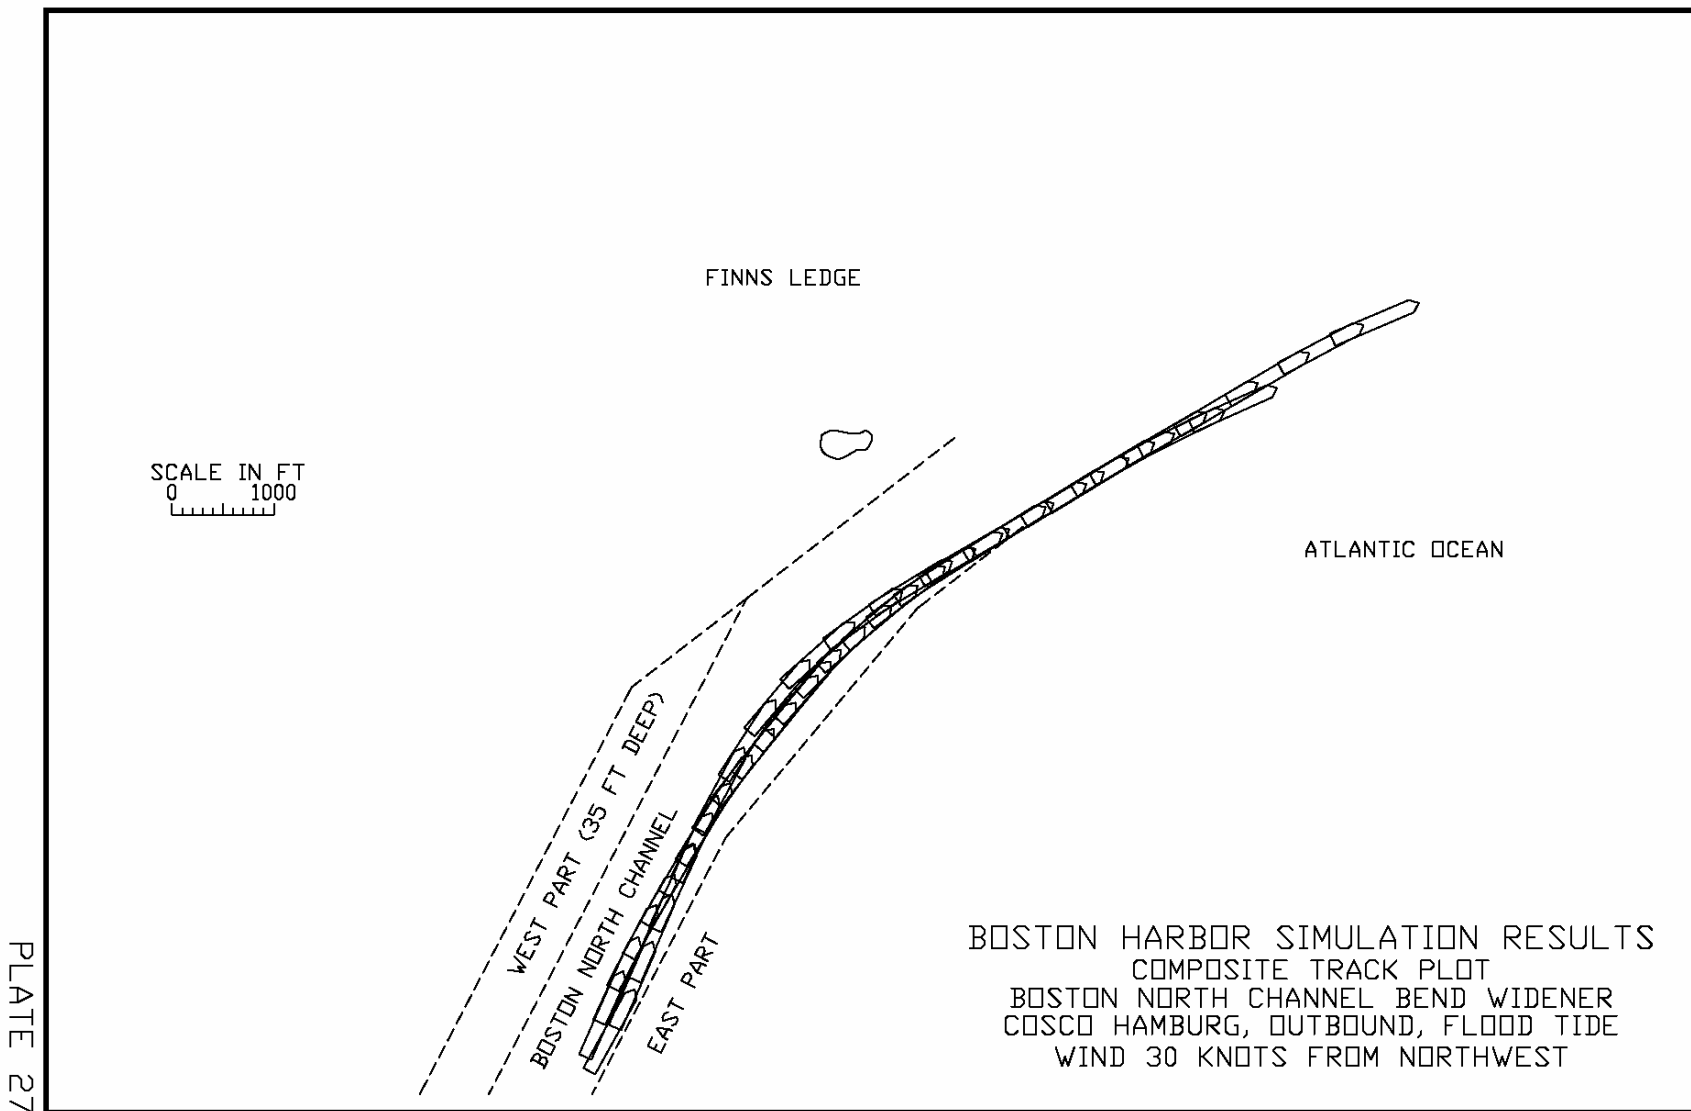 FINNS LEDGE
SCALE IN FT
0 1000
ATLANTIC OCEAN
WEST PART (35 FT DEEP)
BOSTON NORTH CHANNEL
EAST PART
BOSTON HARBOR SIMULATION RESULTS
COMPOSITE TRACK PLOT
BOSTON NORTH CHANNEL BEND WIDENER
COSCO HAMBURG, OUTBOUND, FLOOD TIDE
WIND 30 KNOTS FROM NORTHWEST
PLATE 27